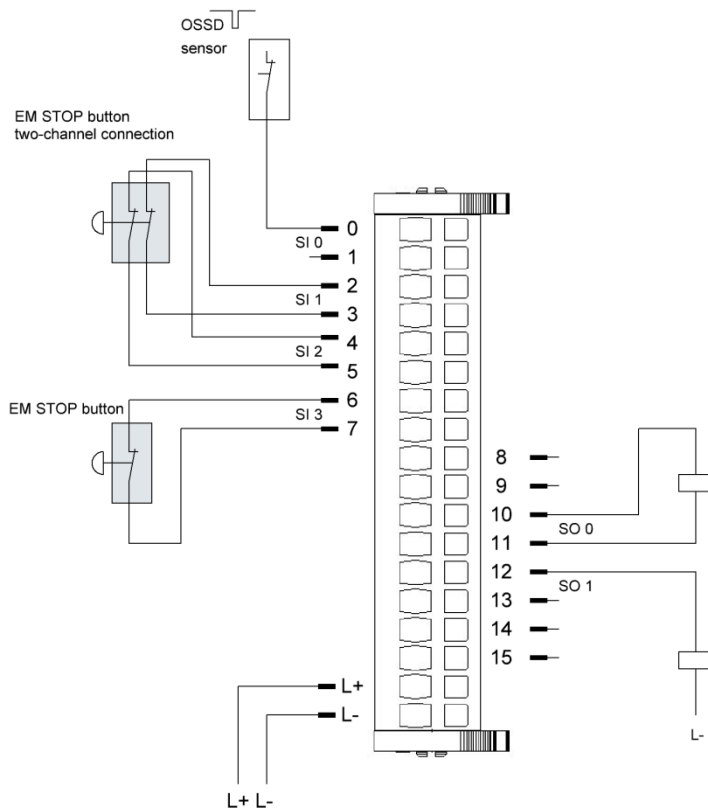 OSSD
sensor
EM STOP button
two-channel connection
0
SI 0
1
2
SI 1
3
4
SI 2
5
6
EM STOP button
SI 3
7
8
9
10
SO 0
11
12
SO 1
13
14
15
L+
L-
L-
L+ L-